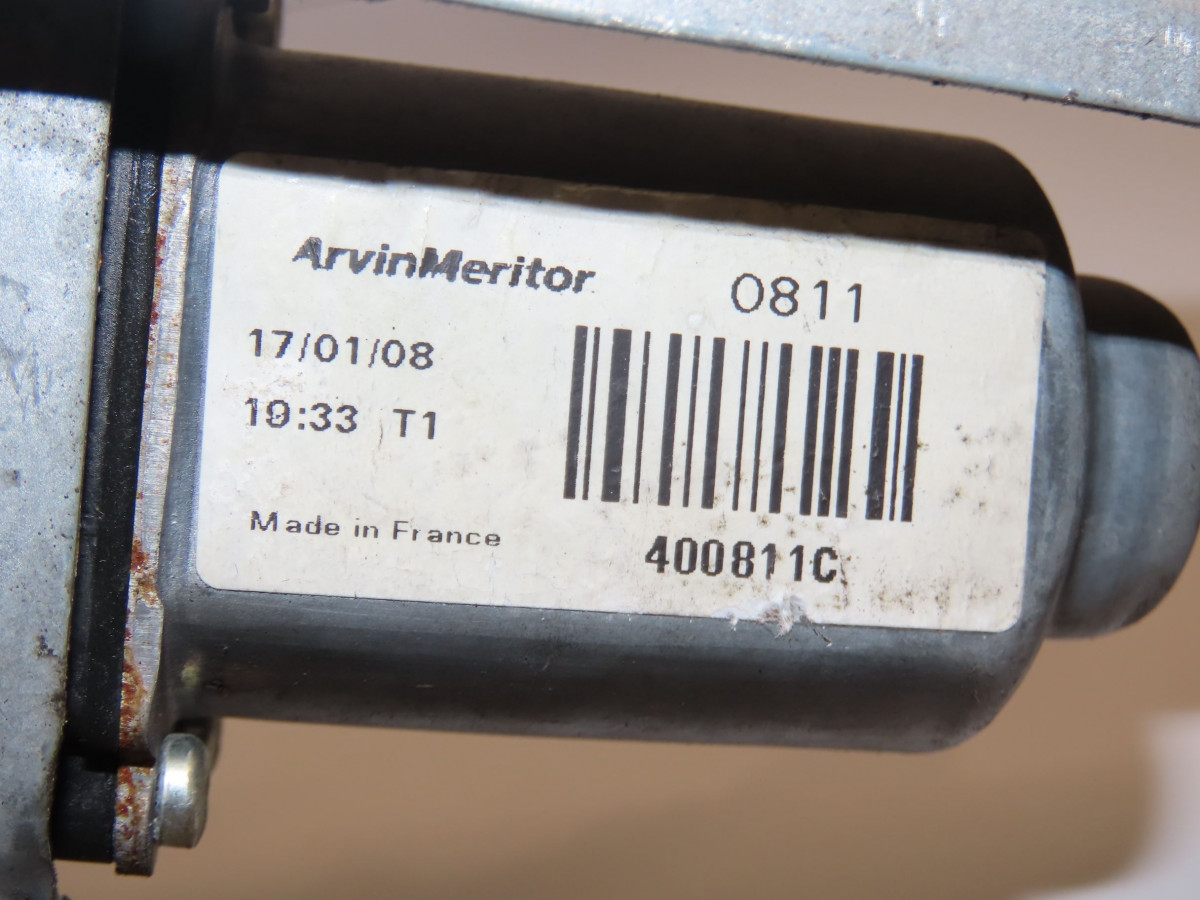 ArvinMeritor
0811
17/01/08
19:33 T1
Made in France
400811C